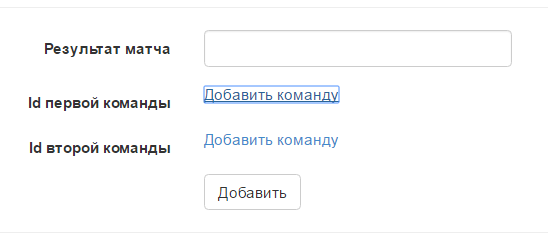 Результат матча
Id первой команды Добавить команду
Id второй команды Добавить команду
Добавить